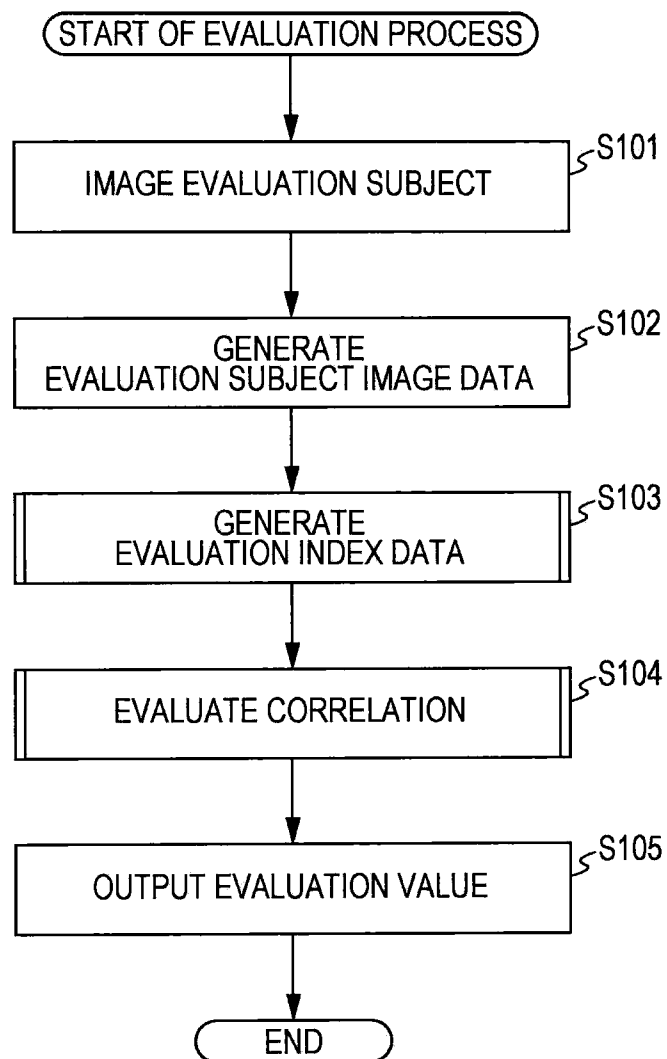 START OF EVALUATION PROCESS
S101
IMAGE EVALUATION SUBJECT
S102
GENERATE
EVALUATION SUBJECT IMAGE DATA
S103
GENERATE
EVALUATION INDEX DATA
S104
EVALUATE CORRELATION
S105
OUTPUT EVALUATION VALUE
END